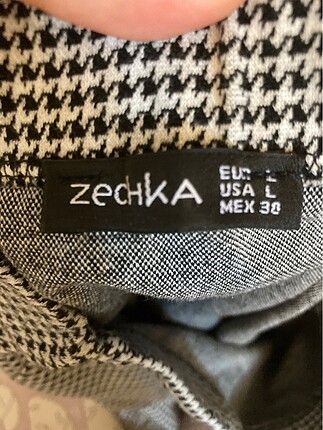 zechka
EUR L
USA L
MEX 30